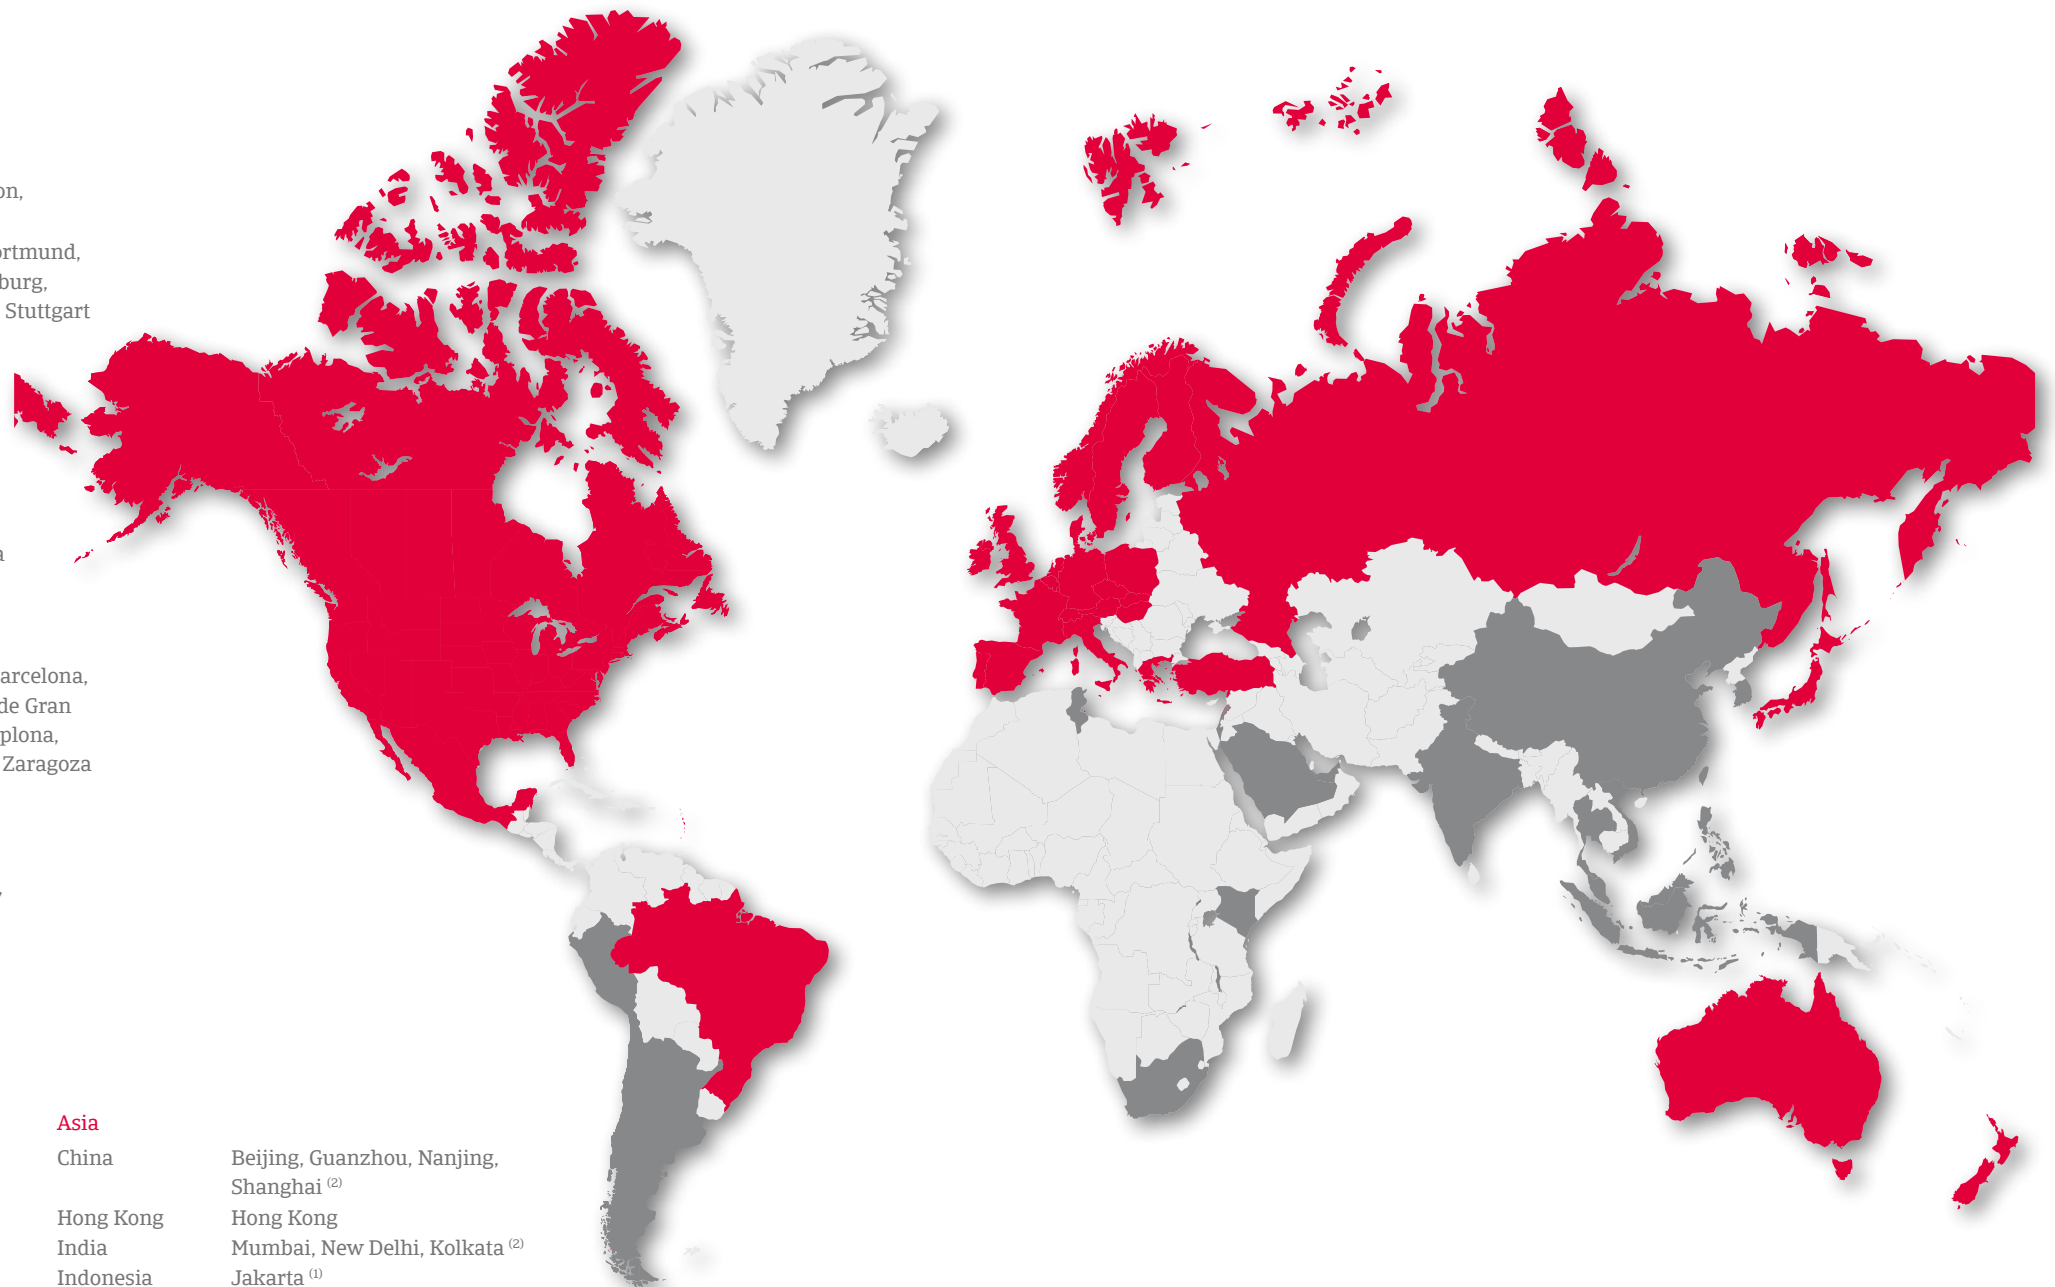 on,
ortmund,
burg,
Stuttgart
a
arcelona,
de Gran
plona,
Zaragoza
Asia
China Beijing, Guanzhou, Nanjing,
Shanghai (2)
Hong Kong Hong Kong
India Mumbai, New Delhi, Kolkata (2)
Indonesia Jakarta (1)